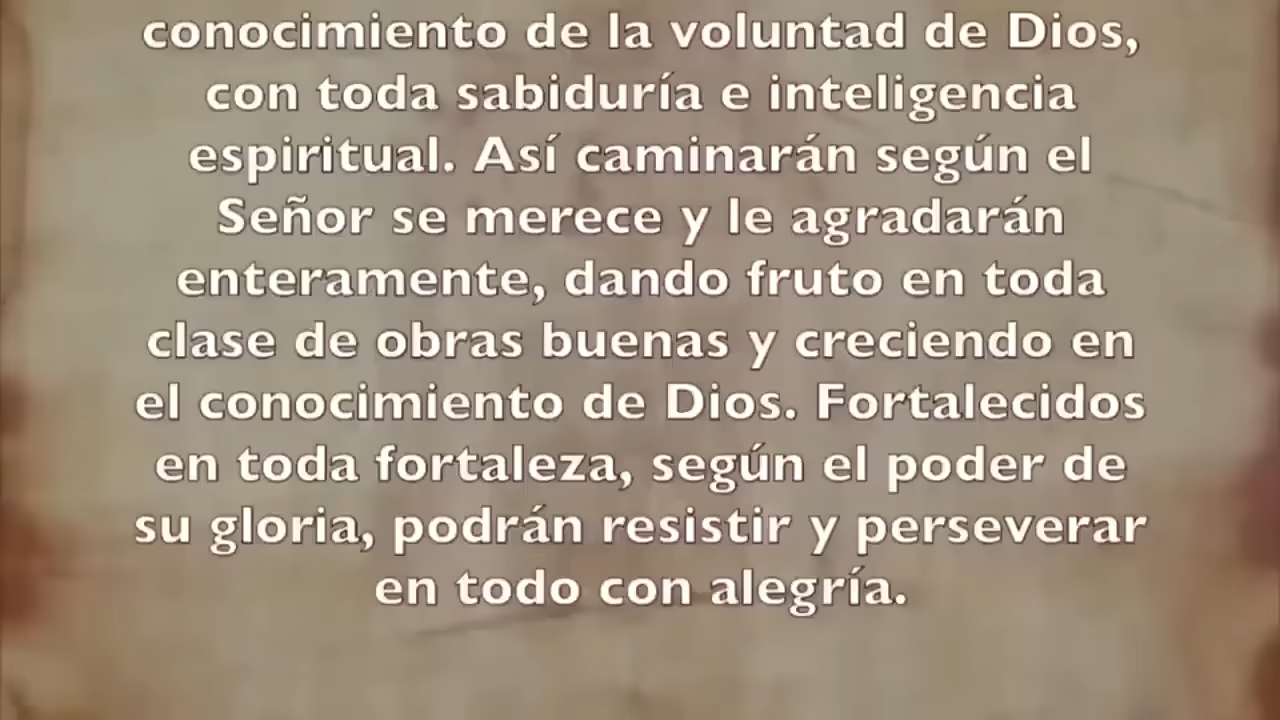 conocimiento de la voluntad de Dios,
con toda sabiduría e inteligencia
espiritual. Así caminarán según el
Señor se merece y le agradarán
enteramente, dando fruto en toda
clase de obras buenas y creciendo en
el conocimiento de Dios. Fortalecidos
en toda fortaleza, según el poder de
su gloria, podrán resistir y perseverar
en todo con alegría.